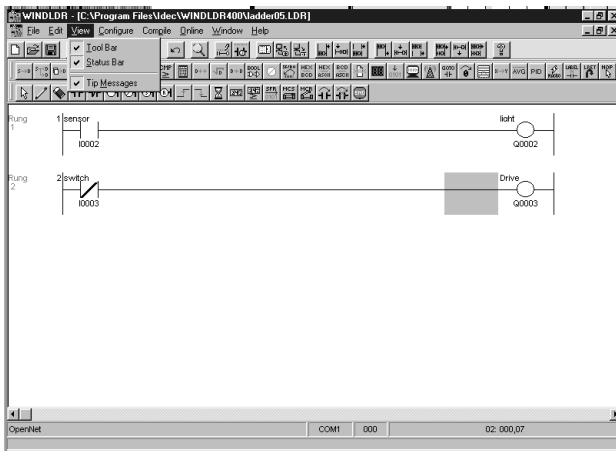 WINDLDR - [C:\Program Files\Idec\WINDLDR400\ladder05.LDR]
File Edit View Configure Compile Online Window Help
Tool Bar
Status Bar
Tip Messages
AVG PID
Rung 1 sensor light
1
I0002 Q0002
Rung 2 switch Drive
2
I0003 Q0003
OpenNet COM1 000 02: 000,07